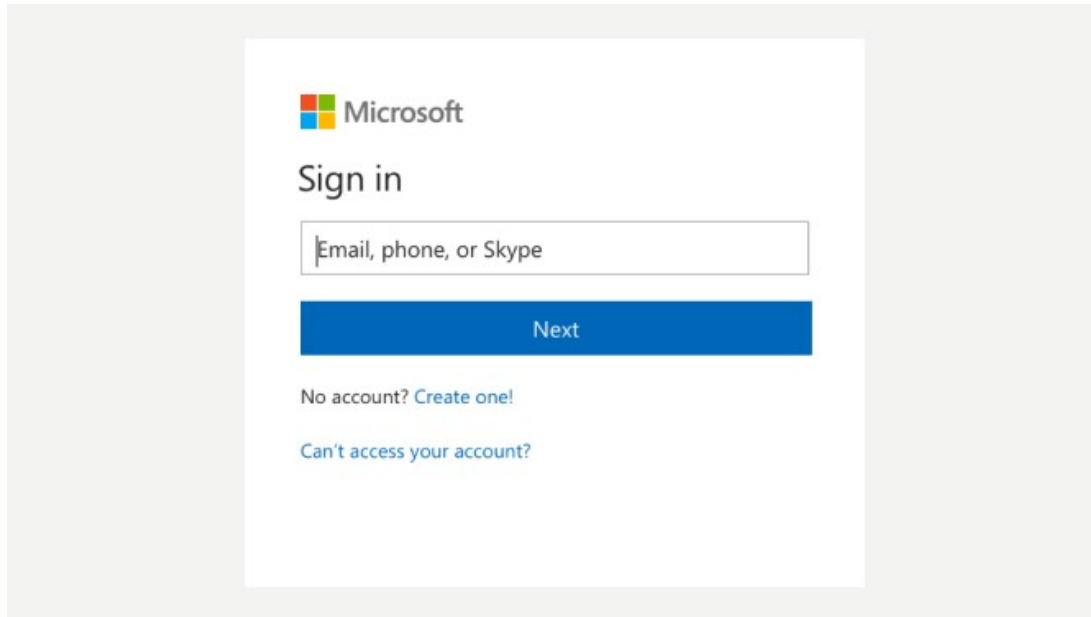 Microsoft
Sign in
Email, phone, or Skype
Next
No account? Create one!
Can't access your account?